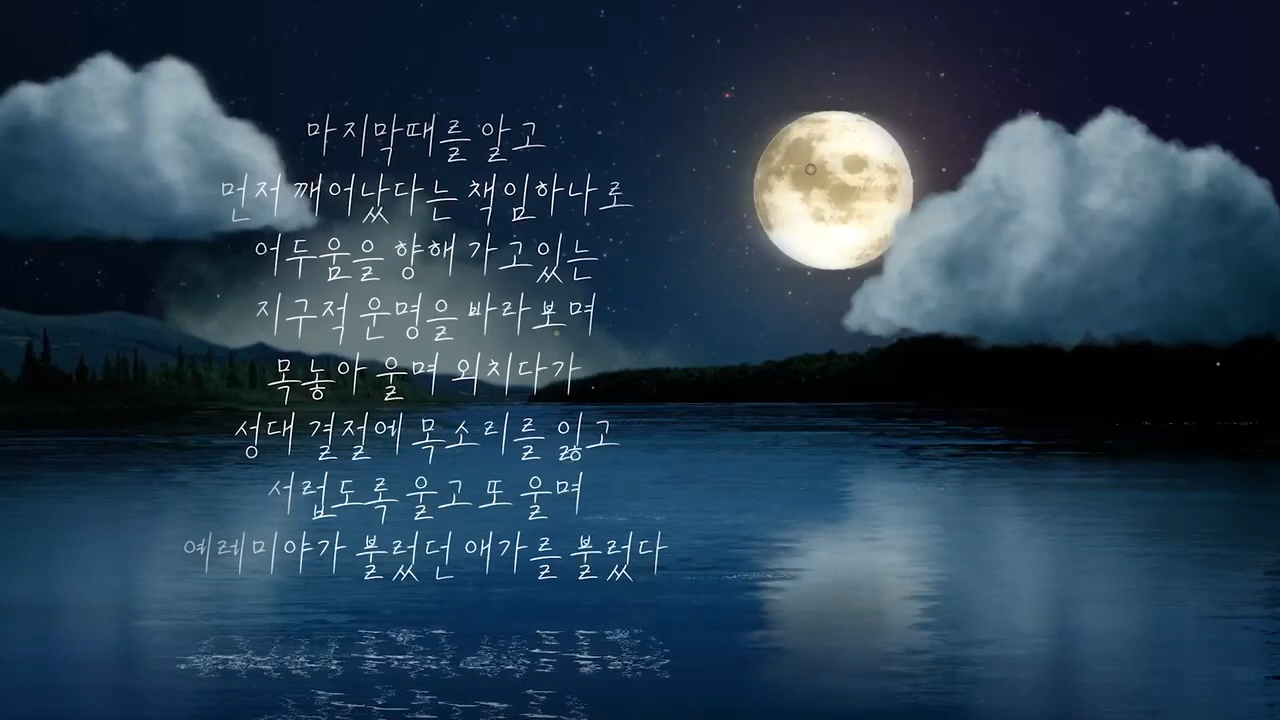 마지막때를 알고
먼저 깨어났다는 책임하나로
어두움을 향해 가고있는
지구적 운명을 바라보며
목놓아 울며 외치다가
성대 결절에 목소리를 잃고
서럽도록 울고 또 울며
예레미야가 불렀던 애가를 불렀다